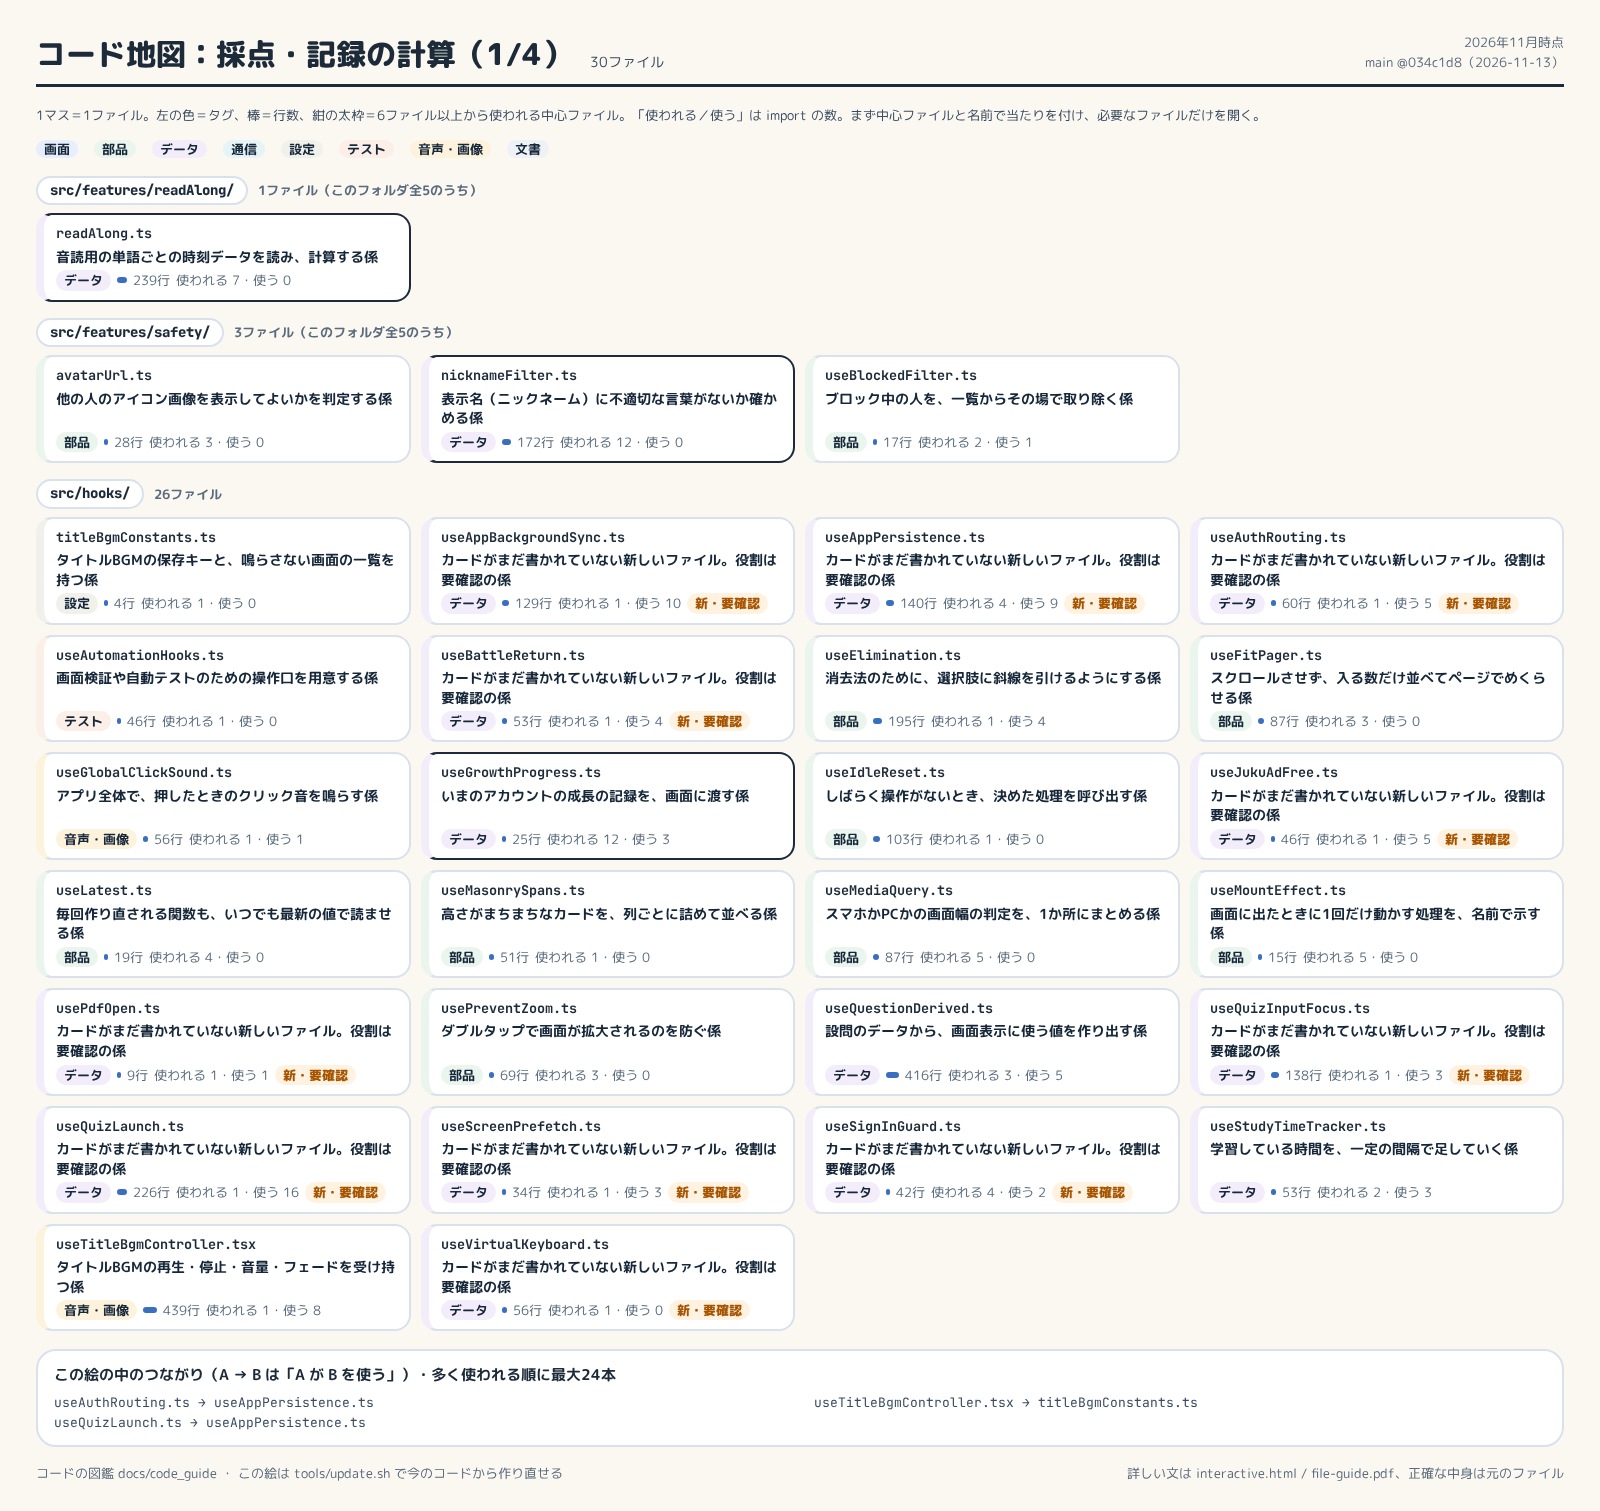 コード地図：採点・記録の計算（1/4） 30ファイル
2026年11月時点
main @034c1d8（2026-11-13）
1マス＝1ファイル。左の色＝タグ、棒＝行数、紺の太枠＝6ファイル以上から使われる中心ファイル。「使われる／使う」は import の数。まず中心ファイルと名前で当たりを付け、必要なファイルだけを開く。
画面 部品 データ 通信 設定 テスト 音声・画像 文書
src/features/readAlong/ 1ファイル（このフォルダ全5のうち）
readAlong.ts
音読用の単語ごとの時刻データを読み、計算する係
データ 239行 使われる 7 · 使う 0
src/features/safety/ 3ファイル（このフォルダ全5のうち）
avatarUrl.ts
他の人のアイコン画像を表示してよいかを判定する係
部品 28行 使われる 3 · 使う 0
nicknameFilter.ts
表示名（ニックネーム）に不適切な言葉がないか確か
める係
データ 172行 使われる 12 · 使う 0
useBlockedFilter.ts
ブロック中の人を、一覧からその場で取り除く係
部品 17行 使われる 2 · 使う 1
src/hooks/ 26ファイル
titleBgmConstants.ts
タイトルBGMの保存キーと、鳴らさない画面の一覧を
持つ係
設定 4行 使われる 1 · 使う 0
useAppBackgroundSync.ts
カードがまだ書かれていない新しいファイル。役割は
要確認の係
データ 129行 使われる 1 · 使う 10 新・要確認
useAppPersistence.ts
カードがまだ書かれていない新しいファイル。役割は
要確認の係
データ 140行 使われる 4 · 使う 9 新・要確認
useAuthRouting.ts
カードがまだ書かれていない新しいファイル。役割は
要確認の係
データ 60行 使われる 1 · 使う 5 新・要確認
useAutomationHooks.ts
画面検証や自動テストのための操作口を用意する係
テスト 46行 使われる 1 · 使う 0
useBattleReturn.ts
カードがまだ書かれていない新しいファイル。役割は
要確認の係
データ 53行 使われる 1 · 使う 4 新・要確認
useElimination.ts
消去法のために、選択肢に斜線を引けるようにする係
部品 195行 使われる 1 · 使う 4
useFitPager.ts
スクロールさせず、入る数だけ並べてページでめくら
せる係
部品 87行 使われる 3 · 使う 0
useGlobalClickSound.ts
アプリ全体で、押したときのクリック音を鳴らす係
音声・画像 56行 使われる 1 · 使う 1
useGrowthProgress.ts
いまのアカウントの成長の記録を、画面に渡す係
データ 25行 使われる 12 · 使う 3
useIdleReset.ts
しばらく操作がないとき、決めた処理を呼び出す係
部品 103行 使われる 1 · 使う 0
useJukuAdFree.ts
カードがまだ書かれていない新しいファイル。役割は
要確認の係
データ 46行 使われる 1 · 使う 5 新・要確認
useLatest.ts
毎回作り直される関数も、いつでも最新の値で読ませ
る係
部品 19行 使われる 4 · 使う 0
useMasonrySpans.ts
高さがまちまちなカードを、列ごとに詰めて並べる係
部品 51行 使われる 1 · 使う 0
useMediaQuery.ts
スマホかPCかの画面幅の判定を、1か所にまとめる係
部品 87行 使われる 5 · 使う 0
useMountEffect.ts
画面に出たときに1回だけ動かす処理を、名前で示す
係
部品 15行 使われる 5 · 使う 0
usePdfOpen.ts
カードがまだ書かれていない新しいファイル。役割は
要確認の係
データ 9行 使われる 1 · 使う 1 新・要確認
usePreventZoom.ts
ダブルタップで画面が拡大されるのを防ぐ係
部品 69行 使われる 3 · 使う 0
useQuestionDerived.ts
設問のデータから、画面表示に使う値を作り出す係
データ 416行 使われる 3 · 使う 5
useQuizInputFocus.ts
カードがまだ書かれていない新しいファイル。役割は
要確認の係
データ 138行 使われる 1 · 使う 3 新・要確認
useQuizLaunch.ts
カードがまだ書かれていない新しいファイル。役割は
要確認の係
データ 226行 使われる 1 · 使う 16 新・要確認
useScreenPrefetch.ts
カードがまだ書かれていない新しいファイル。役割は
要確認の係
データ 34行 使われる 1 · 使う 3 新・要確認
useSignInGuard.ts
カードがまだ書かれていない新しいファイル。役割は
要確認の係
データ 42行 使われる 4 · 使う 2 新・要確認
useStudyTimeTracker.ts
学習している時間を、一定の間隔で足していく係
データ 53行 使われる 2 · 使う 3
useTitleBgmController.tsx
タイトルBGMの再生・停止・音量・フェードを受け持
つ係
音声・画像 439行 使われる 1 · 使う 8
useVirtualKeyboard.ts
カードがまだ書かれていない新しいファイル。役割は
要確認の係
データ 56行 使われる 1 · 使う 0 新・要確認
この絵の中のつながり（A → B は「A が B を使う」）・多く使われる順に最大24本
useAuthRouting.ts → useAppPersistence.ts
useTitleBgmController.tsx → titleBgmConstants.ts
useQuizLaunch.ts → useAppPersistence.ts
コードの図鑑 docs/code_guide · この絵は tools/update.sh で今のコードから作り直せる
詳しい文は interactive.html / file-guide.pdf、正確な中身は元のファイル